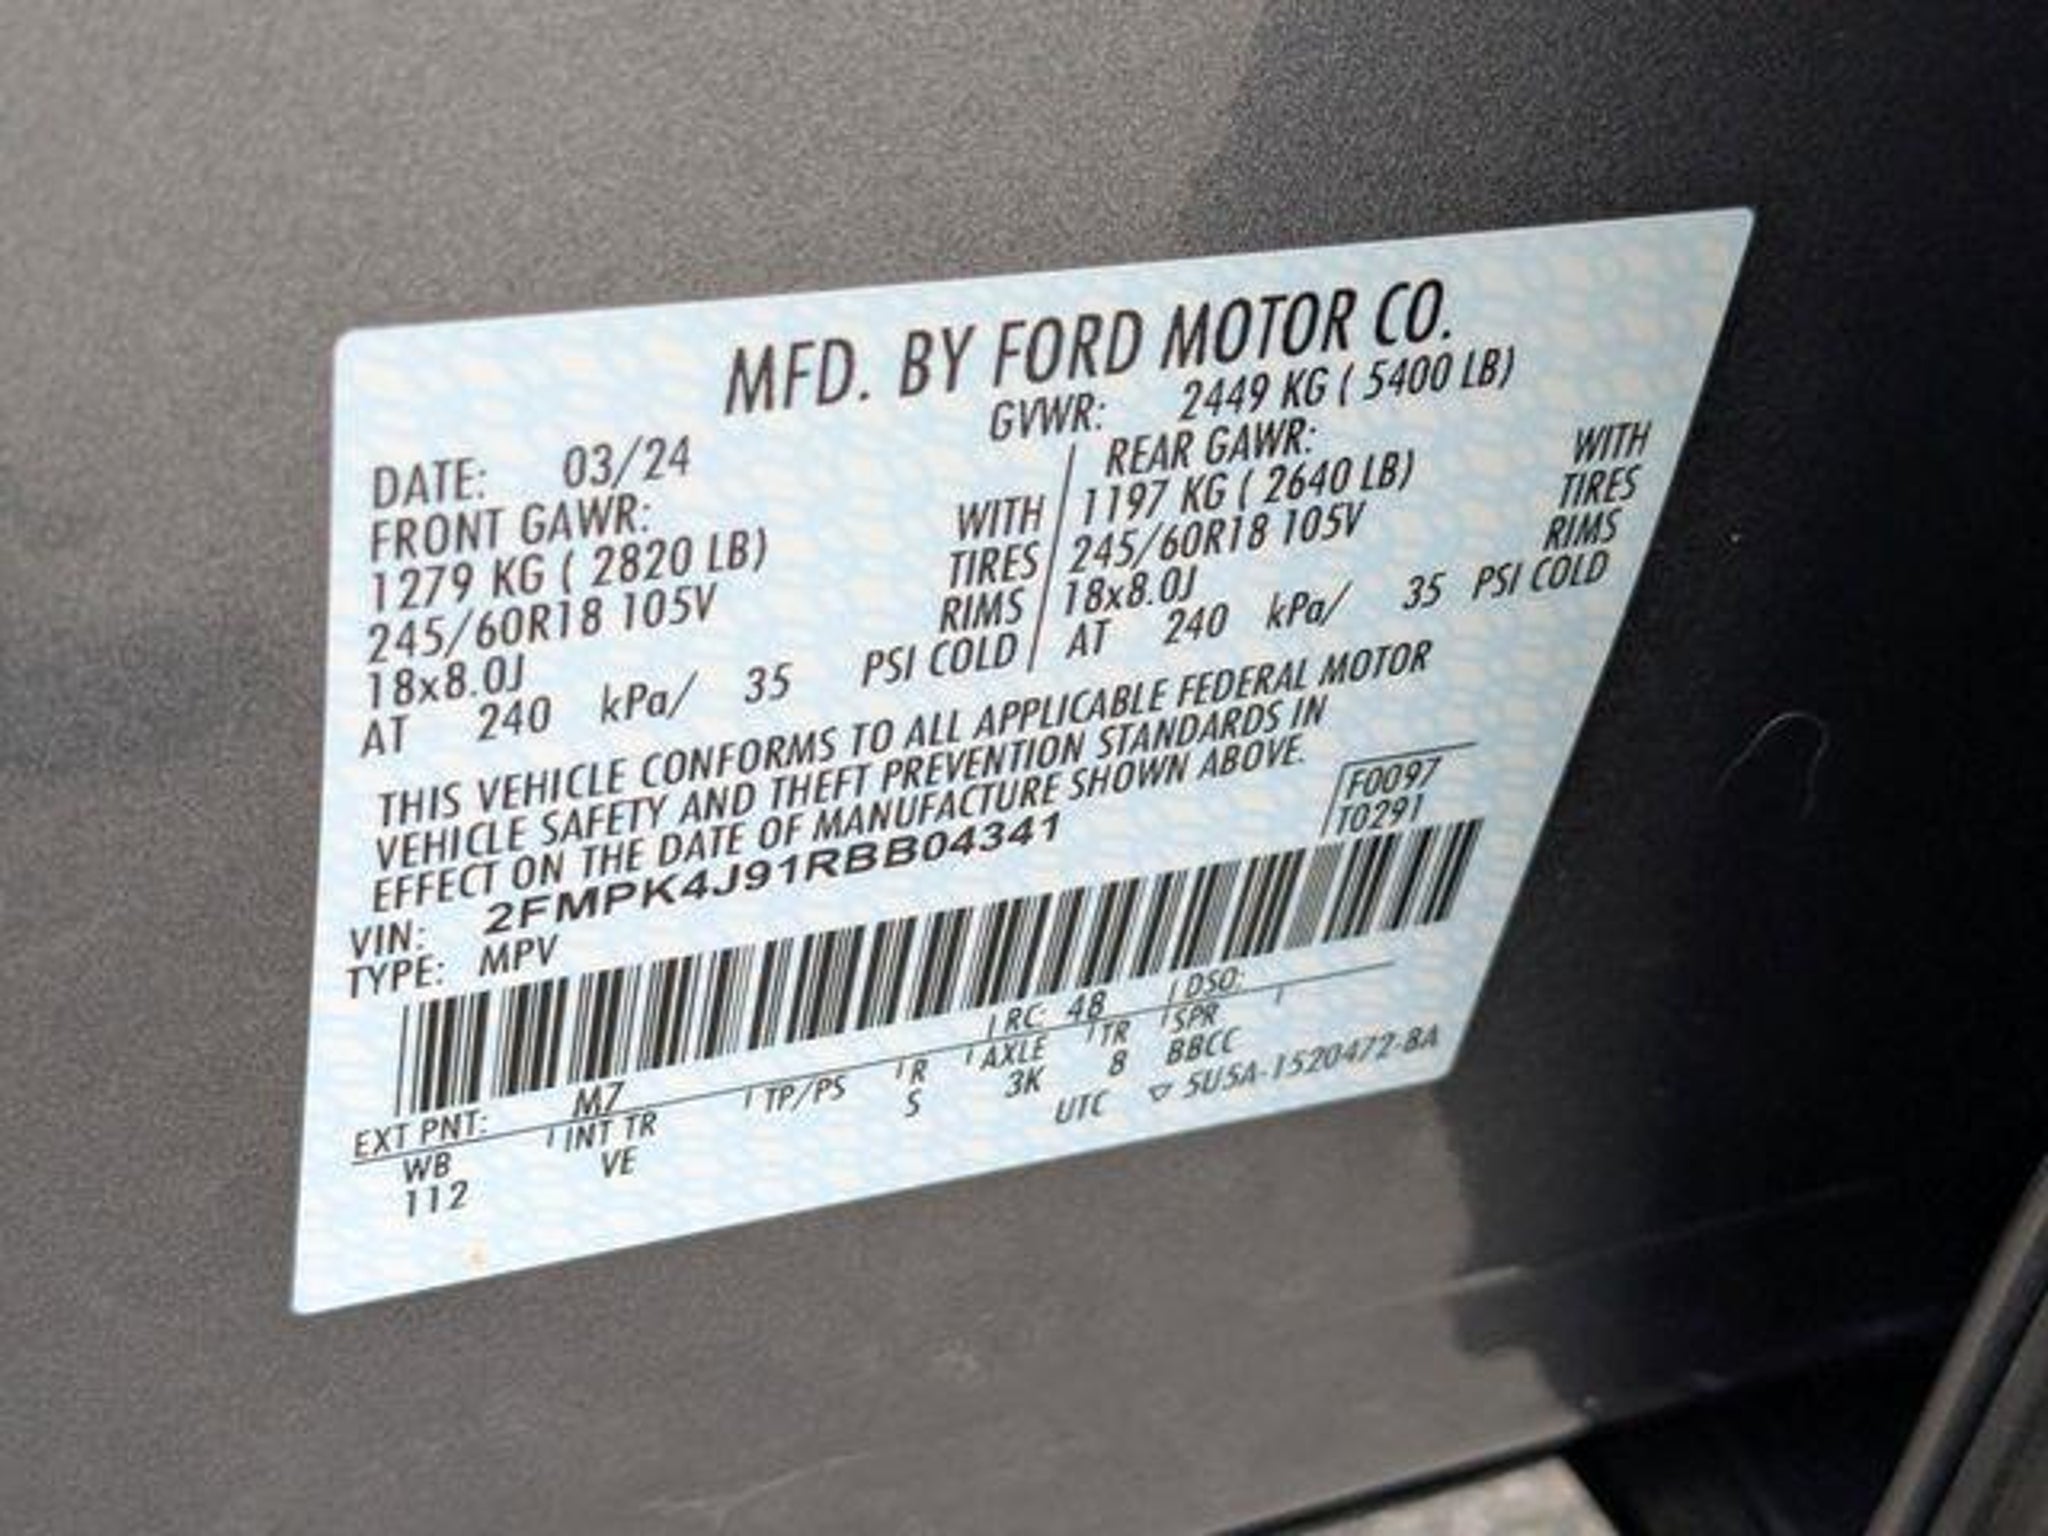 MFD. BY FORD MOTOR CO.
DATE: 03/24 GVWR: 2449 KG ( 5400 LB)
FRONT GAWR: REAR GAWR:
1279 KG ( 2820 LB) WITH 1197 KG ( 2640 LB) WITH
245/60R18 105V TIRES 245/60R18 105V TIRES
18x8.0J RIMS 18x8.0J RIMS
AT 240 kPa/ 35 PSI COLD AT 240 kPa/ 35 PSI COLD
THIS VEHICLE CONFORMS TO ALL APPLICABLE FEDERAL MOTOR
VEHICLE SAFETY AND THEFT PREVENTION STANDARDS IN
EFFECT ON THE DATE OF MANUFACTURE SHOWN ABOVE.
F0097
T0291
VIN: 2FMPK4J91RBB04341
TYPE: MPV
EXT PNT: M7 RC: 48 DSO:
WB INT TR TP/PS R AXLE TR SPR
112 VE S 3K 8 BBCC
UTC ▽ 5U5A-1520472-BA